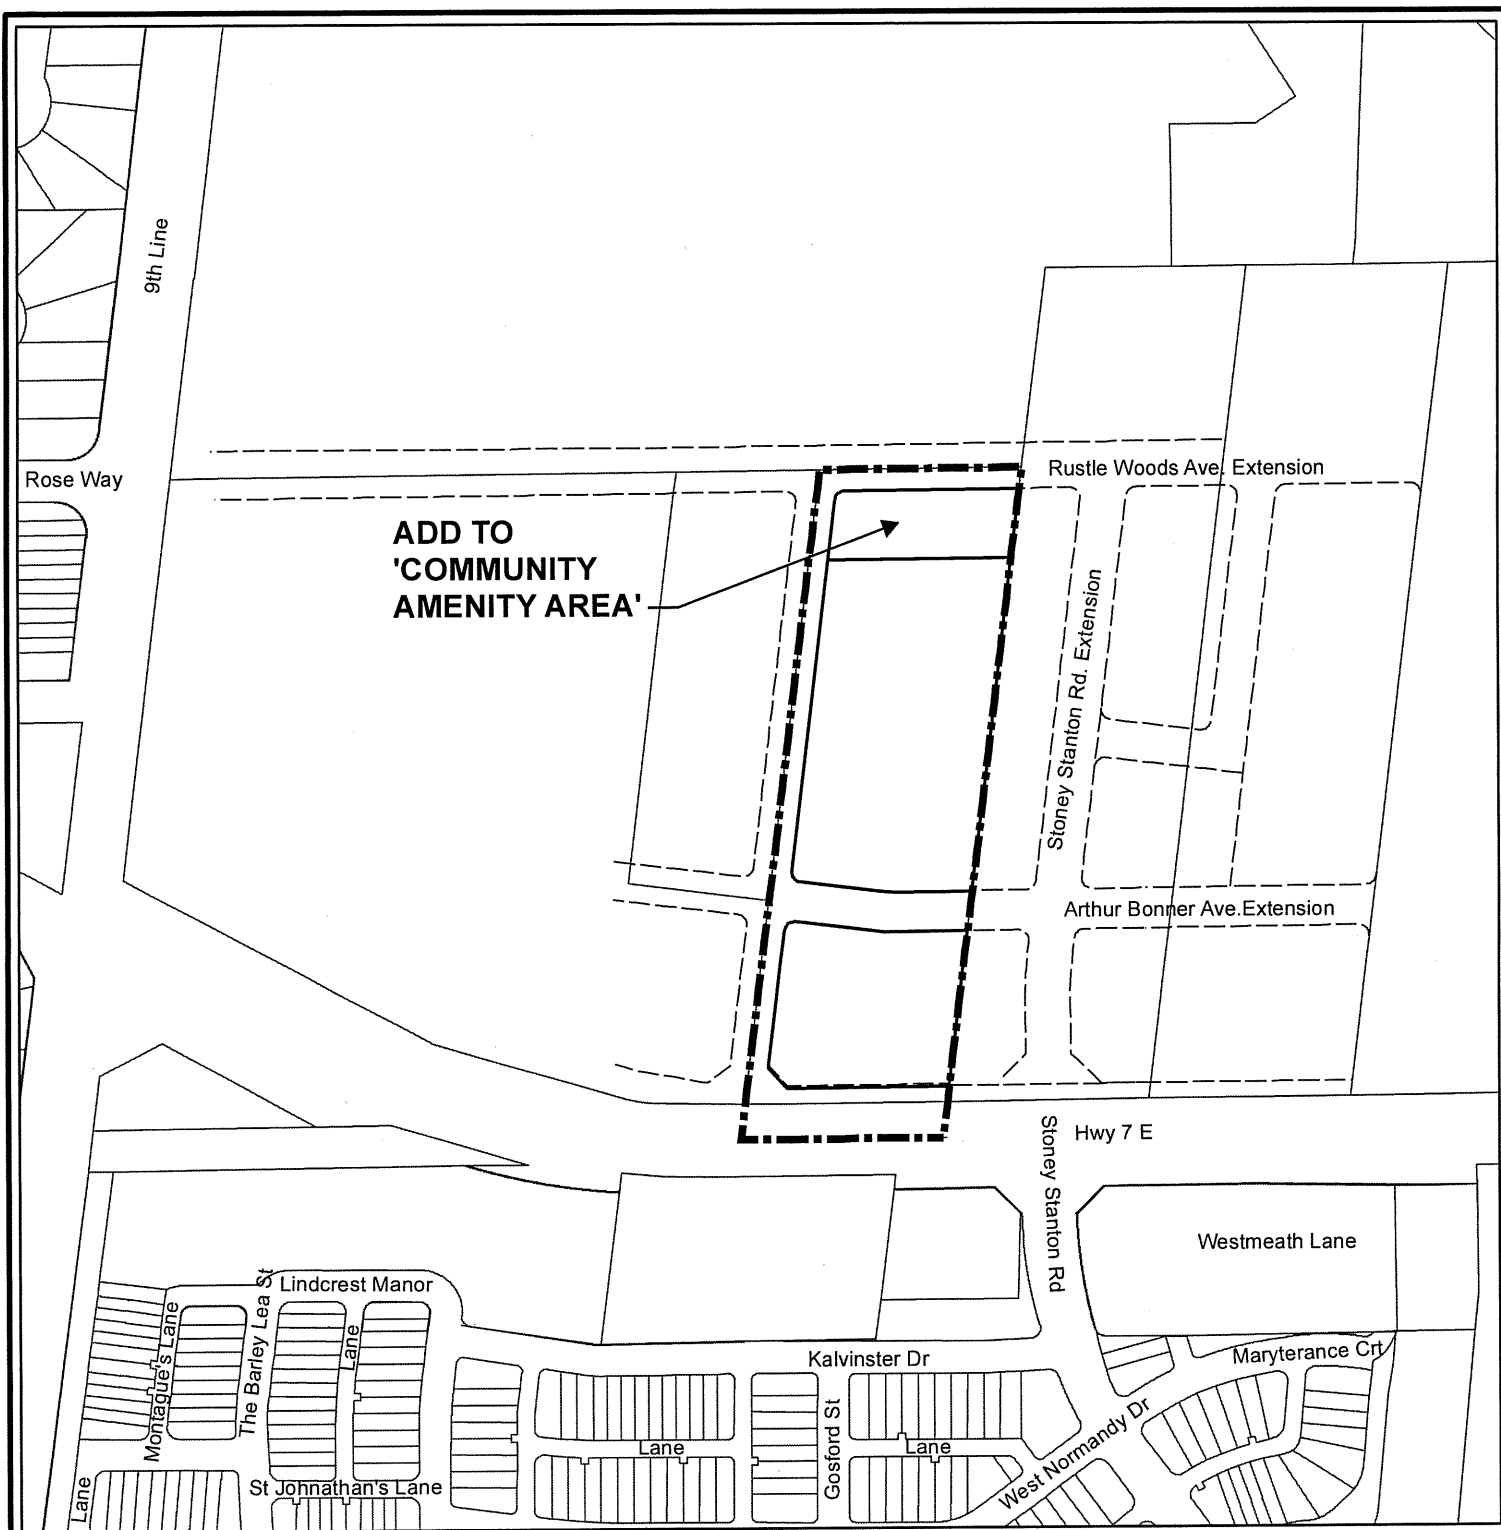 9th Line
Rose Way
Rustle Woods Ave. Extension
ADD TO
'COMMUNITY
AMENITY AREA'
Stoney Stanton Rd. Extension
Arthur Bonner Ave.Extension
Hwy 7 E
Stoney Stanton Rd
Westmeath Lane
Lindcrest Manor
Montague's Lane
The Barley Lea St
Lane
Kalvinster Dr
Maryterance Crt
Gosford St
Lane
Lane
West Normandy Dr
St Johnathan's Lane
Lane